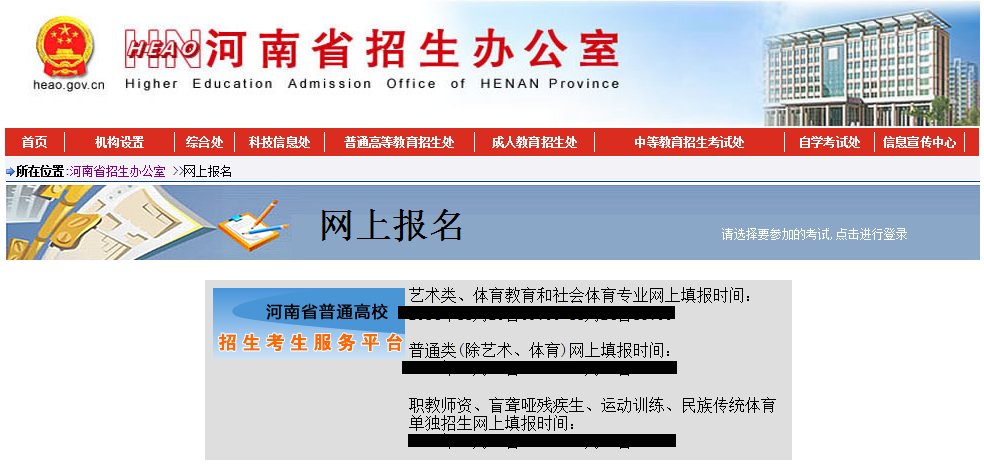 HEAO 河南省招生办公室
heao.gov.cn
Higher Education Admission Office of HENAN Province
首页 机构设置 综合处 科技信息处 普通高等教育招生处 成人教育招生处 中等教育招生考试处 自学考试处 信息宣传中心
所在位置:河南省招生办公室 >>网上报名
网上报名
请选择要参加的考试,点击进行登录
河南省普通高校
招生考生服务平台
艺术类、体育教育和社会体育专业网上填报时间：
普通类(除艺术、体育)网上填报时间：
职教师资、盲聋哑残疾生、运动训练、民族传统体育
单独招生网上填报时间：